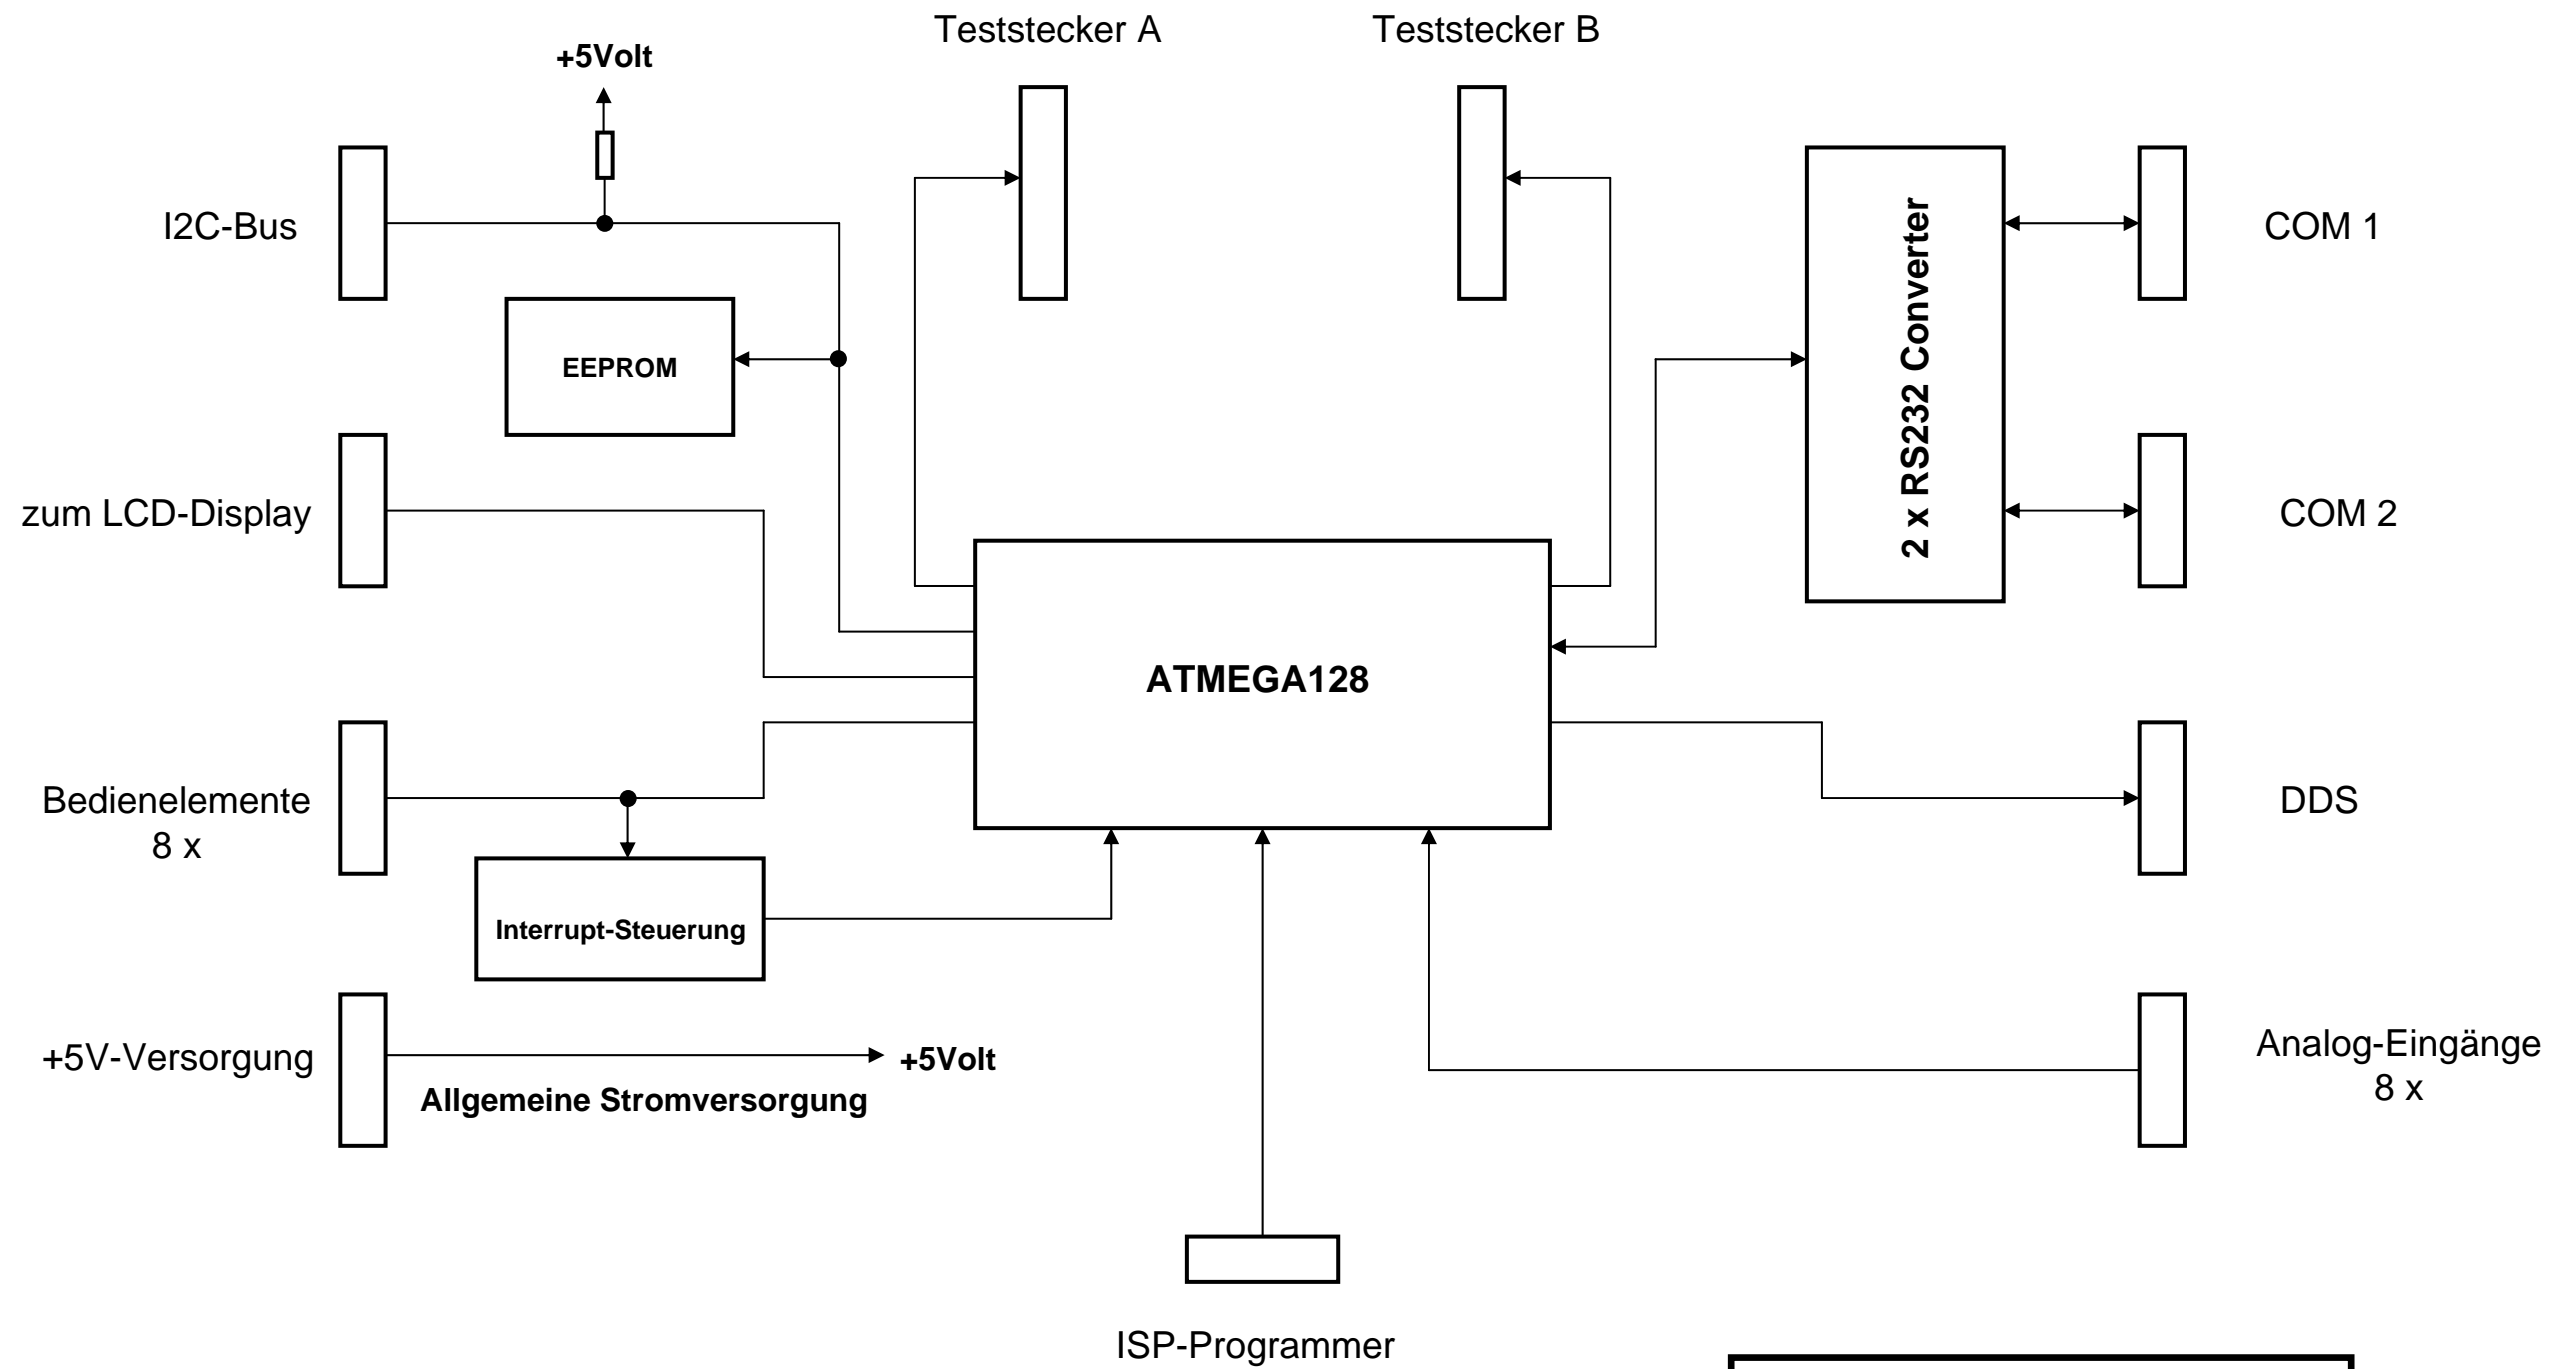 Teststecker A
Teststecker B
+5Volt
I2C-Bus
COM 1
2 x RS232 Converter
EEPROM
zum LCD-Display
COM 2
ATMEGA128
Bedienelemente
8 x
DDS
Interrupt-Steuerung
+5V-Versorgung
+5Volt
Allgemeine Stromversorgung
Analog-Eingänge
8 x
ISP-Programmer